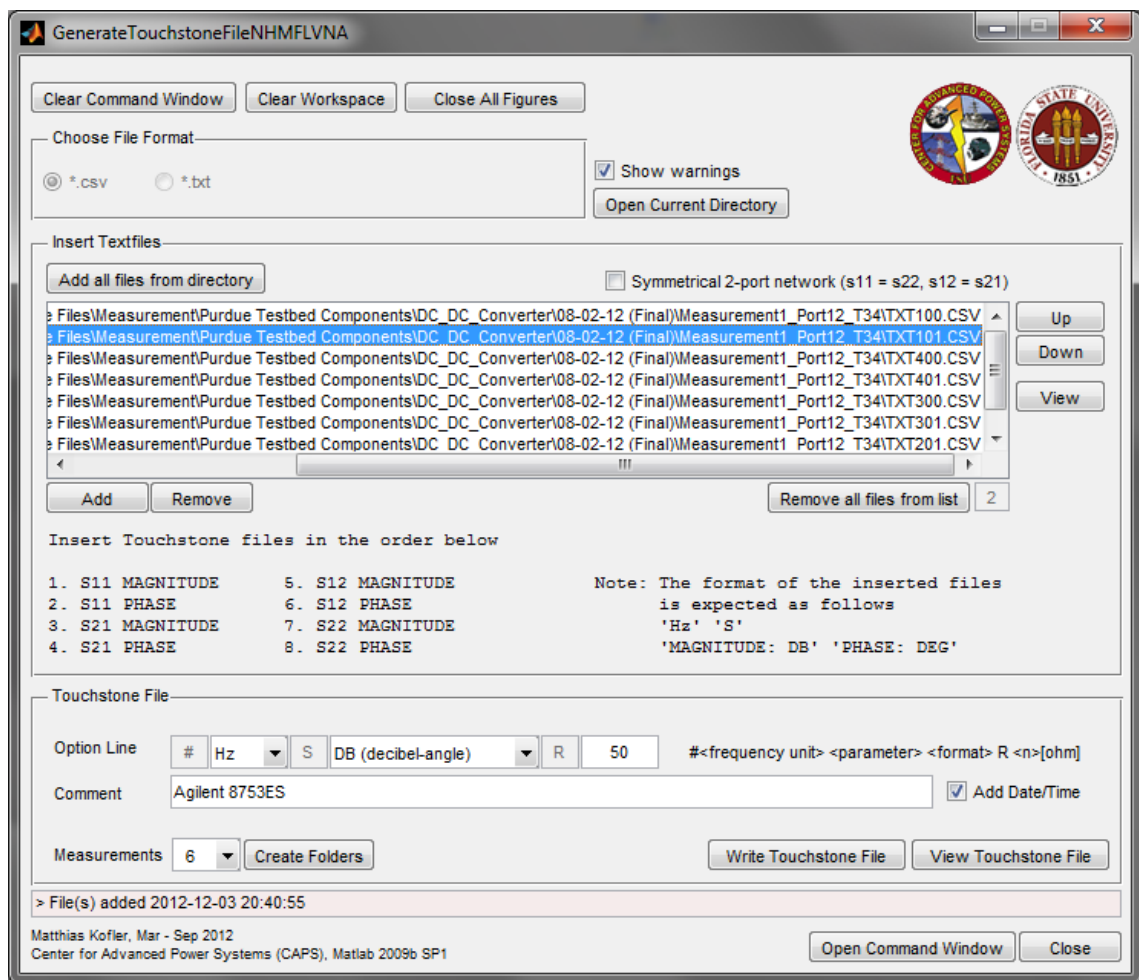 GenerateTouchstoneFileNHMFLVNA
Clear Command Window Clear Workspace Close All Figures
CENTER FOR ADVANCED POWER SYSTEMS
FSU
FLORIDA STATE UNIVERSITY
1851
Choose File Format
*.csv *.txt
Show warnings
Open Current Directory
Insert Textfiles
Add all files from directory Symmetrical 2-port network (s11 = s22, s12 = s21)
e Files\Measurement\Purdue Testbed Components\DC_DC_Converter\08-02-12 (Final)\Measurement1_Port12_T34\TXT100.CSV
e Files\Measurement\Purdue Testbed Components\DC_DC_Converter\08-02-12 (Final)\Measurement1_Port12_T34\TXT101.CSV
e Files\Measurement\Purdue Testbed Components\DC_DC_Converter\08-02-12 (Final)\Measurement1_Port12_T34\TXT400.CSV
e Files\Measurement\Purdue Testbed Components\DC_DC_Converter\08-02-12 (Final)\Measurement1_Port12_T34\TXT401.CSV
e Files\Measurement\Purdue Testbed Components\DC_DC_Converter\08-02-12 (Final)\Measurement1_Port12_T34\TXT300.CSV
e Files\Measurement\Purdue Testbed Components\DC_DC_Converter\08-02-12 (Final)\Measurement1_Port12_T34\TXT301.CSV
e Files\Measurement\Purdue Testbed Components\DC_DC_Converter\08-02-12 (Final)\Measurement1_Port12_T34\TXT201.CSV
Up
Down
View
Add Remove Remove all files from list 2
Insert Touchstone files in the order below
1. S11 MAGNITUDE 5. S12 MAGNITUDE Note: The format of the inserted files
2. S11 PHASE 6. S12 PHASE is expected as follows
3. S21 MAGNITUDE 7. S22 MAGNITUDE 'Hz' 'S'
4. S21 PHASE 8. S22 PHASE 'MAGNITUDE: DB' 'PHASE: DEG'
Touchstone File
Option Line # Hz S DB (decibel-angle) R 50 #<frequency unit> <parameter> <format> R <n>[ohm]
Comment Agilent 8753ES Add Date/Time
Measurements 6 Create Folders Write Touchstone File View Touchstone File
> File(s) added 2012-12-03 20:40:55
Matthias Kofler, Mar - Sep 2012
Center for Advanced Power Systems (CAPS), Matlab 2009b SP1
Open Command Window Close